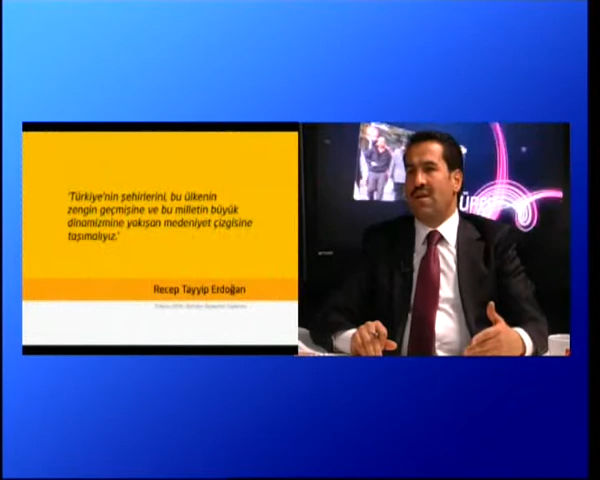 'Türkiye'nin şehirlerini, bu ülkenin
zengin geçmişine ve bu milletin büyük
dinamizmine yakışan medeniyet çizgisine
taşımalıyız.'
Recep Tayyip Erdoğan